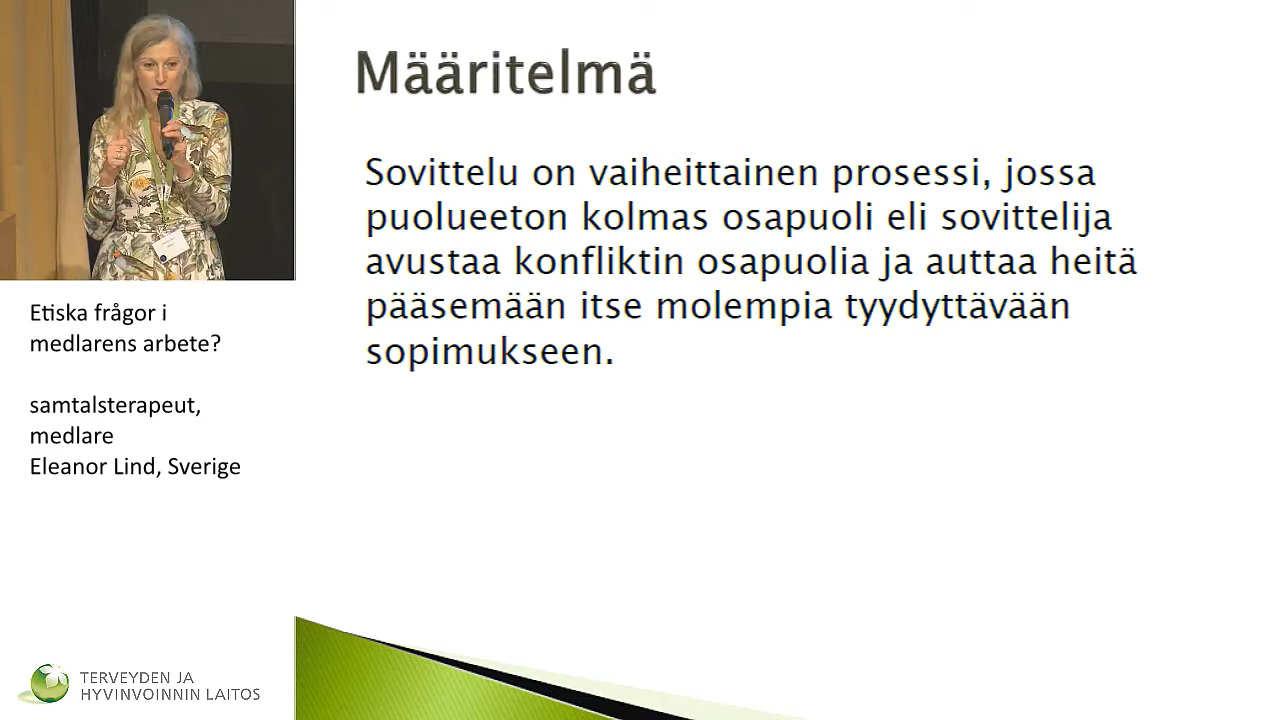 Määritelmä
Sovittelu on vaiheittainen prosessi, jossa
puolueeton kolmas osapuoli eli sovittelija
avustaa konfliktin osapuolia ja auttaa heitä
pääsemään itse molempia tyydyttävään
sopimukseen.
Etiska frågor i
medlarens arbete?
samtalsterapeut,
medlare
Eleanor Lind, Sverige
TERVEYDEN JA
HYVINVOINNIN LAITOS